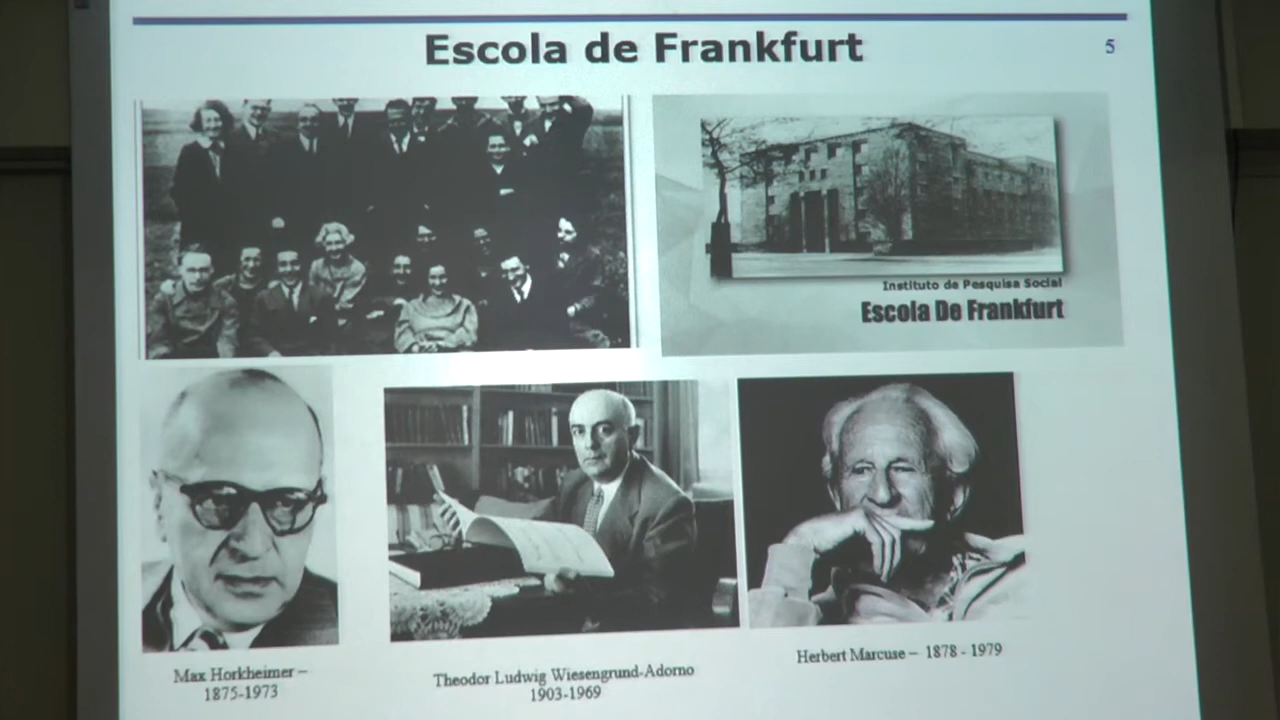 Escola de Frankfurt
5
Instituto de Pesquisa Social
Escola De Frankfurt
Max Horkheimer –
1875-1973
Theodor Ludwig Wiesengrund-Adorno
1903-1969
Herbert Marcuse – 1878 - 1979